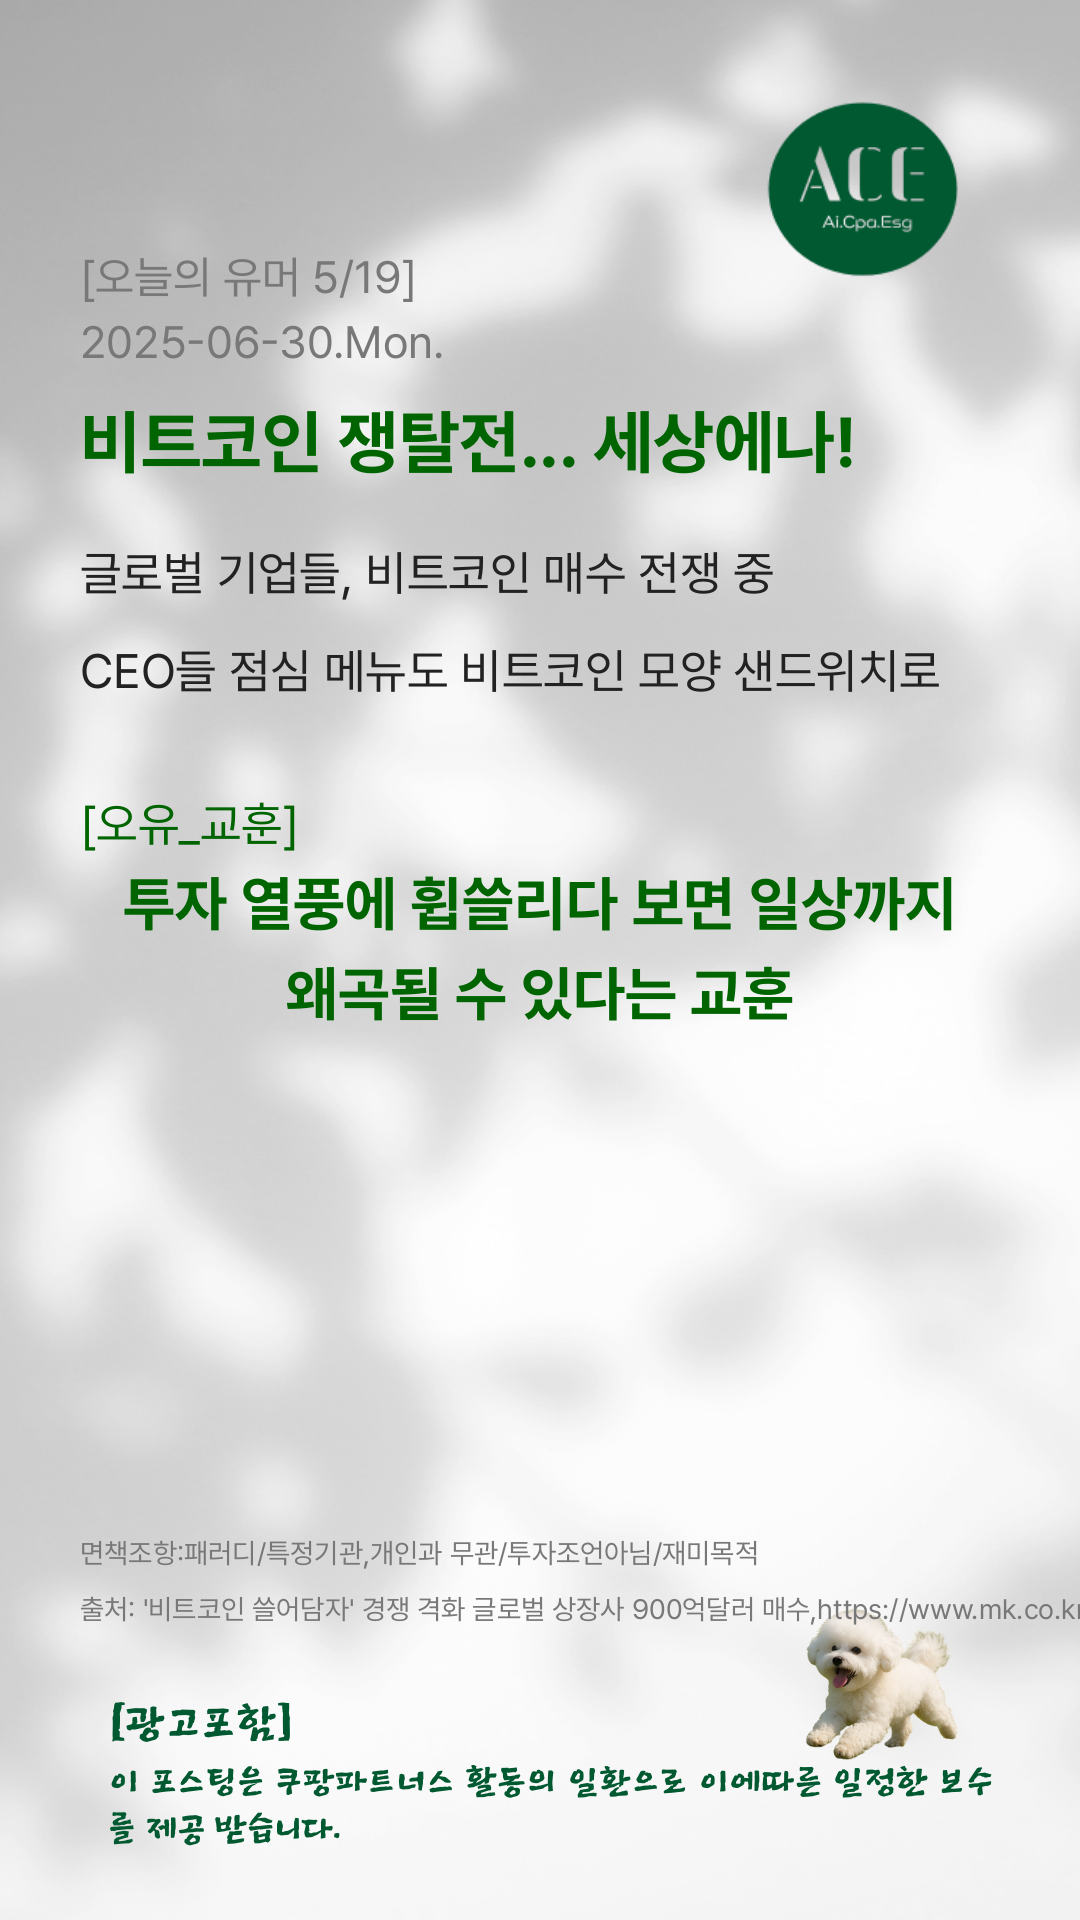 ACE
Ai.Cpa.Esg
[오늘의 유머 5/19]
2025-06-30.Mon.
비트코인 쟁탈전... 세상에나!
글로벌 기업들, 비트코인 매수 전쟁 중
CEO들 점심 메뉴도 비트코인 모양 샌드위치로
[오유_교훈]
투자 열풍에 휩쓸리다 보면 일상까지
왜곡될 수 있다는 교훈
면책조항:패러디/특정기관,개인과 무관/투자조언아님/재미목적
출처: '비트코인 쓸어담자' 경쟁 격화 글로벌 상장사 900억달러 매수,https://www.mk.co.kr
[광고포함]
이 포스팅은 쿠팡파트너스 활동의 일환으로 이에따른 일정한 보수
를 제공 받습니다.